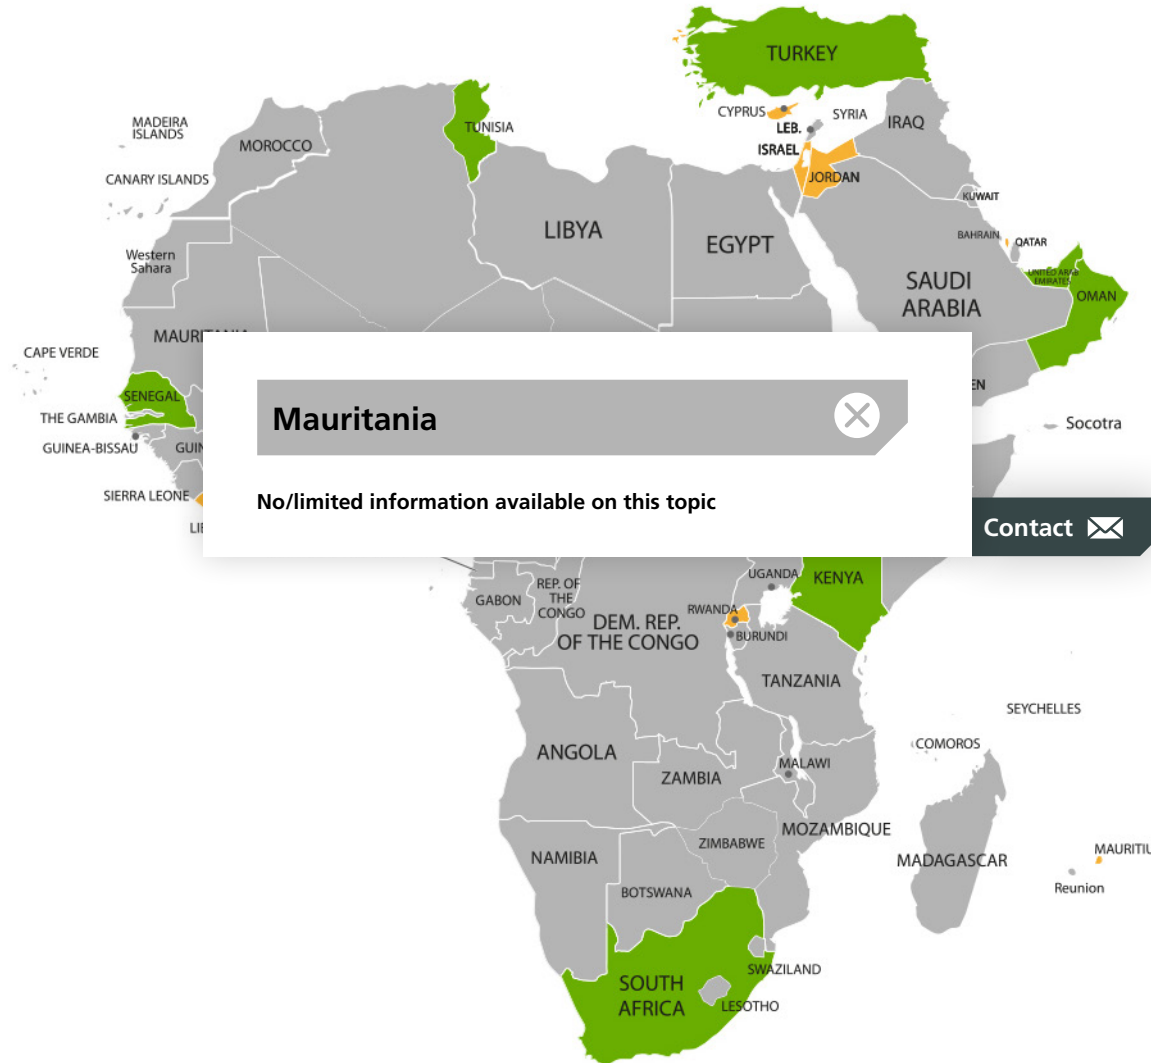 TURKEY
CYPRUS
SYRIA
LEB.
IRAQ
ISRAEL
JORDAN
TUNISIA
MADEIRA
ISLANDS
MOROCCO
CANARY ISLANDS
KUWAIT
LIBYA
EGYPT
BAHRAIN
QATAR
Western
Sahara
UNITED ARAB
EMIRATES
SAUDI
ARABIA
OMAN
CAPE VERDE
SENEGAL
THE GAMBIA
GUINEA-BISSAU
SIERRA LEONE
Socotra
Mauritania
No/limited information available on this topic
Contact
UGANDA
KENYA
GABON
REP. OF
THE
CONGO
RWANDA
DEM. REP.
OF THE CONGO
BURUNDI
TANZANIA
SEYCHELLES
COMOROS
ANGOLA
MALAWI
ZAMBIA
MOZAMBIQUE
ZIMBABWE
NAMIBIA
MADAGASCAR
MAURITIU
BOTSWANA
Reunion
SWAZILAND
SOUTH
AFRICA
LESOTHO